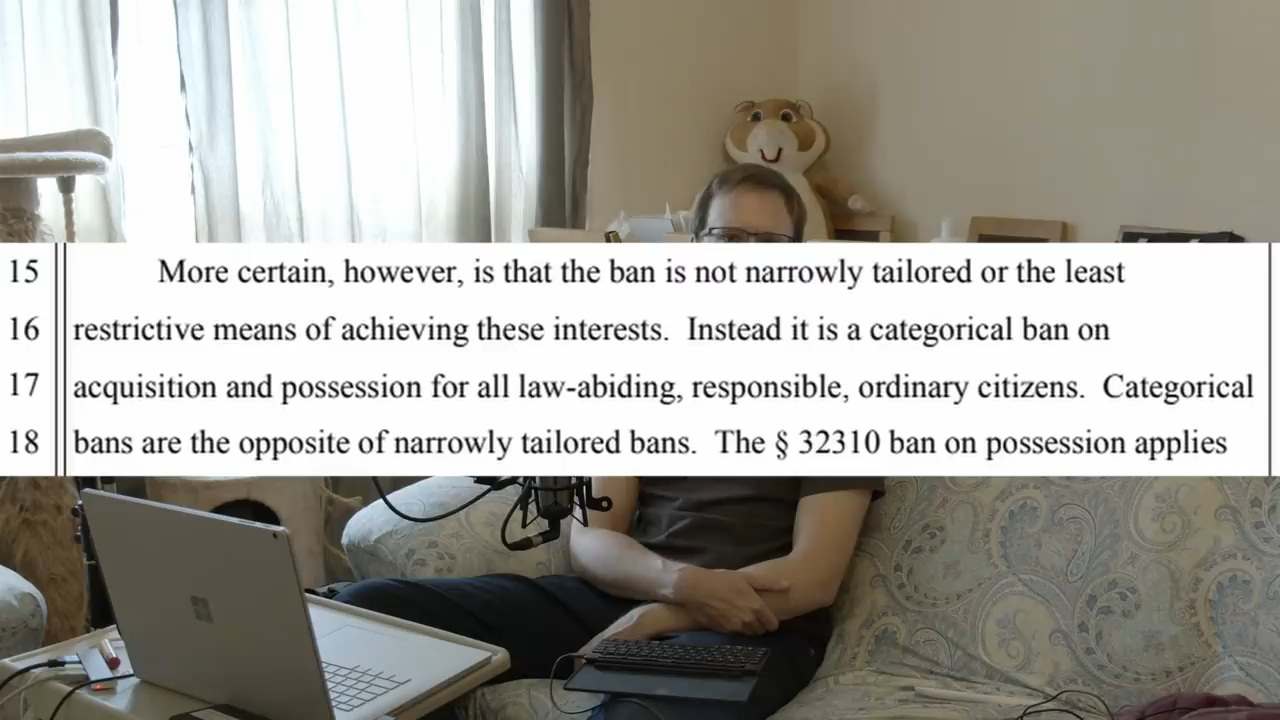 15 More certain, however, is that the ban is not narrowly tailored or the least
16 restrictive means of achieving these interests.  Instead it is a categorical ban on
17 acquisition and possession for all law-abiding, responsible, ordinary citizens.  Categorical
18 bans are the opposite of narrowly tailored bans.  The § 32310 ban on possession applies